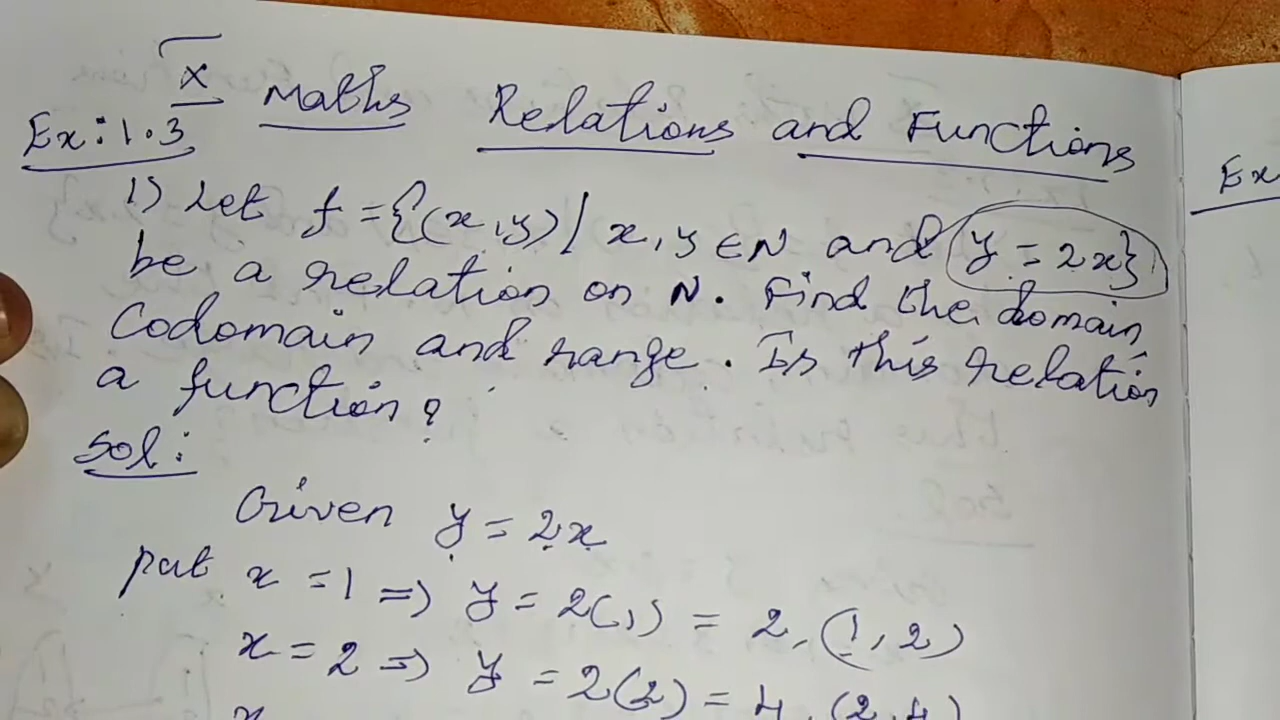 X Maths Relations and Functions
Ex: 1.3
1) Let f = {(x,y) / x,y ∈ N and y = 2x}
be a relation on N. Find the domain
Codomain and range. Is this relation
a function?
Sol:
Given y = 2x
put x = 1 => y = 2(1) = 2, (1,2)
x = 2 => y = 2(2) = 4, (2,4)
x
Ex